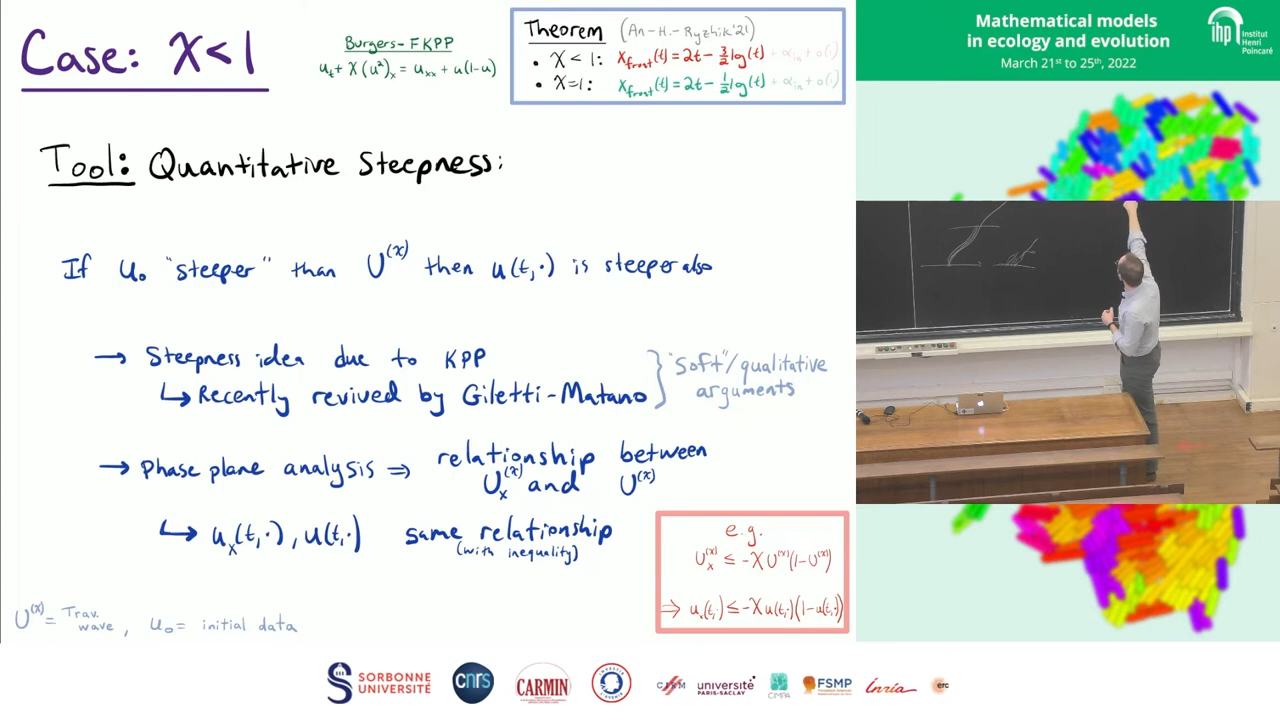 Case: χ<1
Burgers-FKPP
u_t + χ(u²)_x = u_xx + u(1-u)
Theorem (An-H.-Ryzhik'21)
• χ < 1: x_front(t) = 2t - 3/2 log(t) + α_in + o(1)
• χ=1: x_front(t) = 2t - 1/2 log(t) + α_in + o(1)
Tool: Quantitative Steepness:
If u₀ "steeper" than U^(χ) then u(t,·) is steeper also
→ Steepness idea due to KPP
↳ Recently revived by Giletti-Matano
} "soft"/qualitative
arguments
→ Phase plane analysis ⇒ relationship between
U_x^(χ) and U^(χ)
↳ u_x(t,·), u(t,·) same relationship
(with inequality)
e.g.
U_x^(χ) ≤ -χ U^(χ)(1-U^(χ))
⇒ u_x(t,·) ≤ -χ u(t,·)(1-u(t,·))
U^(χ) = Trav.
wave, u₀ = initial data
Mathematical models
in ecology and evolution
March 21st to 25th, 2022
ihp
Institut
Henri
Poincaré
SORBONNE
UNIVERSITÉ
cnrs
CARMIN
CIRM
université
PARIS-SACLAY
CIMPA
FSMP
Inria
erc